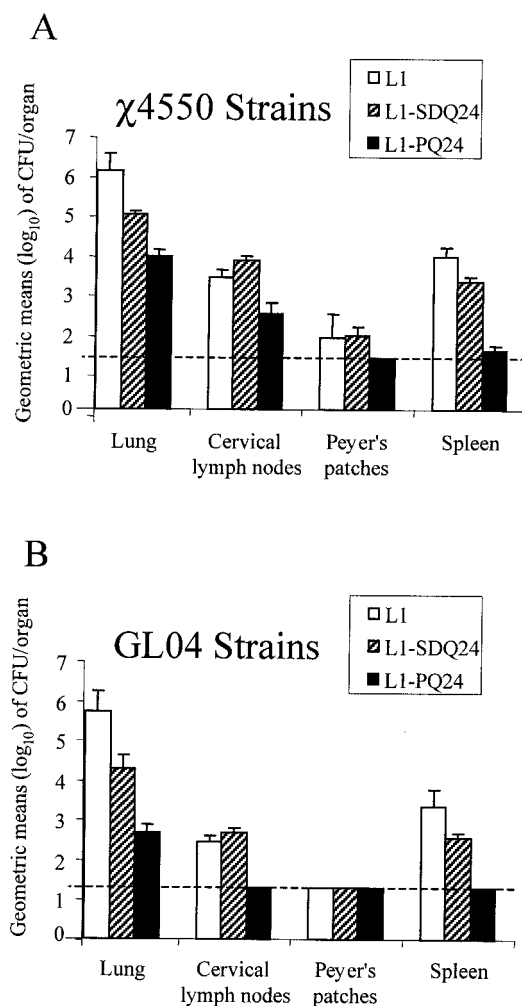 A
χ4550 Strains
L1
L1-SDQ24
L1-PQ24
Geometric means (log10) of CFU/organ
7
6
5
4
3
2
1
0
Lung
Cervical
lymph nodes
Peyer's
patches
Spleen
B
GL04 Strains
L1
L1-SDQ24
L1-PQ24
Geometric means (log10) of CFU/organ
7
6
5
4
3
2
1
0
Lung
Cervical
lymph nodes
Peyer's
patches
Spleen